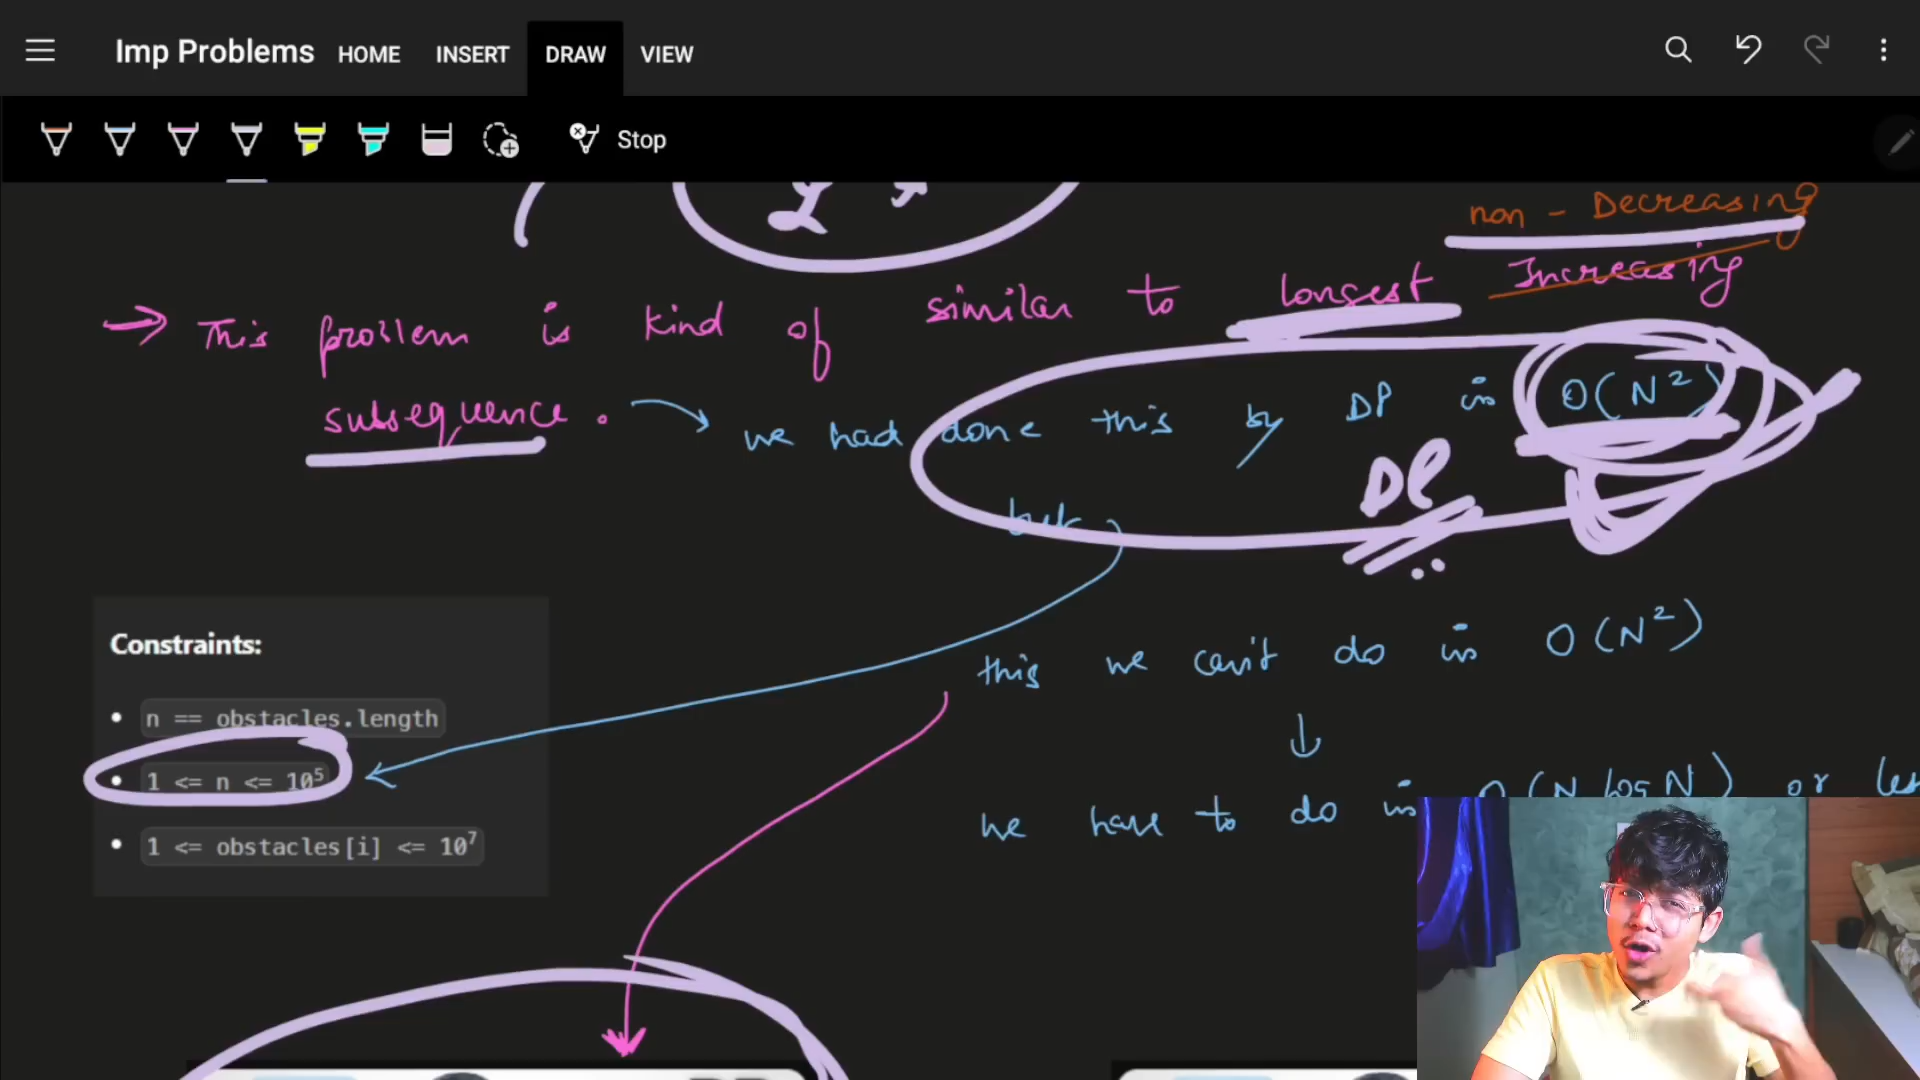 Imp Problems HOME INSERT DRAW VIEW
Stop
non - Decreasing
→ This problem is kind of similar to longest Increasing
subsequence. we had done this by DP in O(N²)
DP
but
this we can't do in O(N²)
we have to do in O(N log N) or
Constraints:
• n == obstacles.length
• 1 <= n <= 10⁵
• 1 <= obstacles[i] <= 10⁷